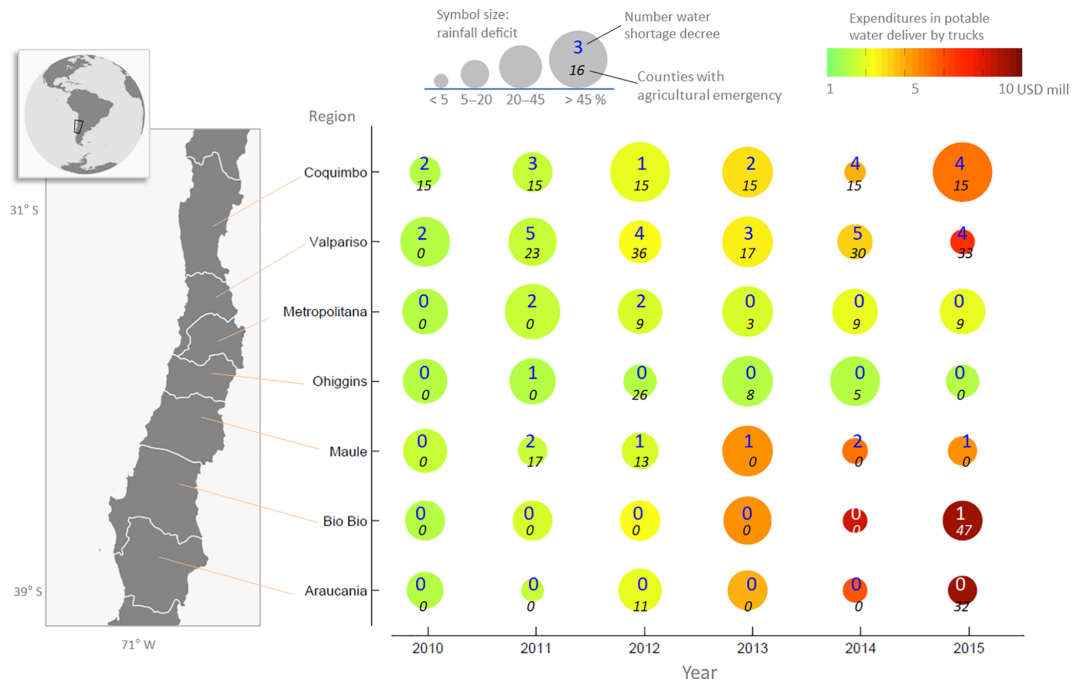 Symbol size:
rainfall deficit
3
16
Number water
shortage decree
Counties with
agricultural emergency
< 5 5–20 20–45 > 45 %
Expenditures in potable
water deliver by trucks
1 5 10 USD mill
Region
31° S
39° S
71° W
Coquimbo 2 3 1 2 4 4
15 15 15 15 15 15
Valpariso 2 5 4 3 5 4
0 23 36 17 30 33
Metropolitana 0 2 2 0 0 0
0 0 9 3 9 9
Ohiggins 0 1 0 0 0 0
0 0 26 8 5 0
Maule 0 2 1 1 2 1
0 17 13 0 0 0
Bio Bio 0 0 0 0 0 1
0 0 0 0 0 47
Araucania 0 0 0 0 0 0
0 0 11 0 0 32
2010 2011 2012 2013 2014 2015
Year